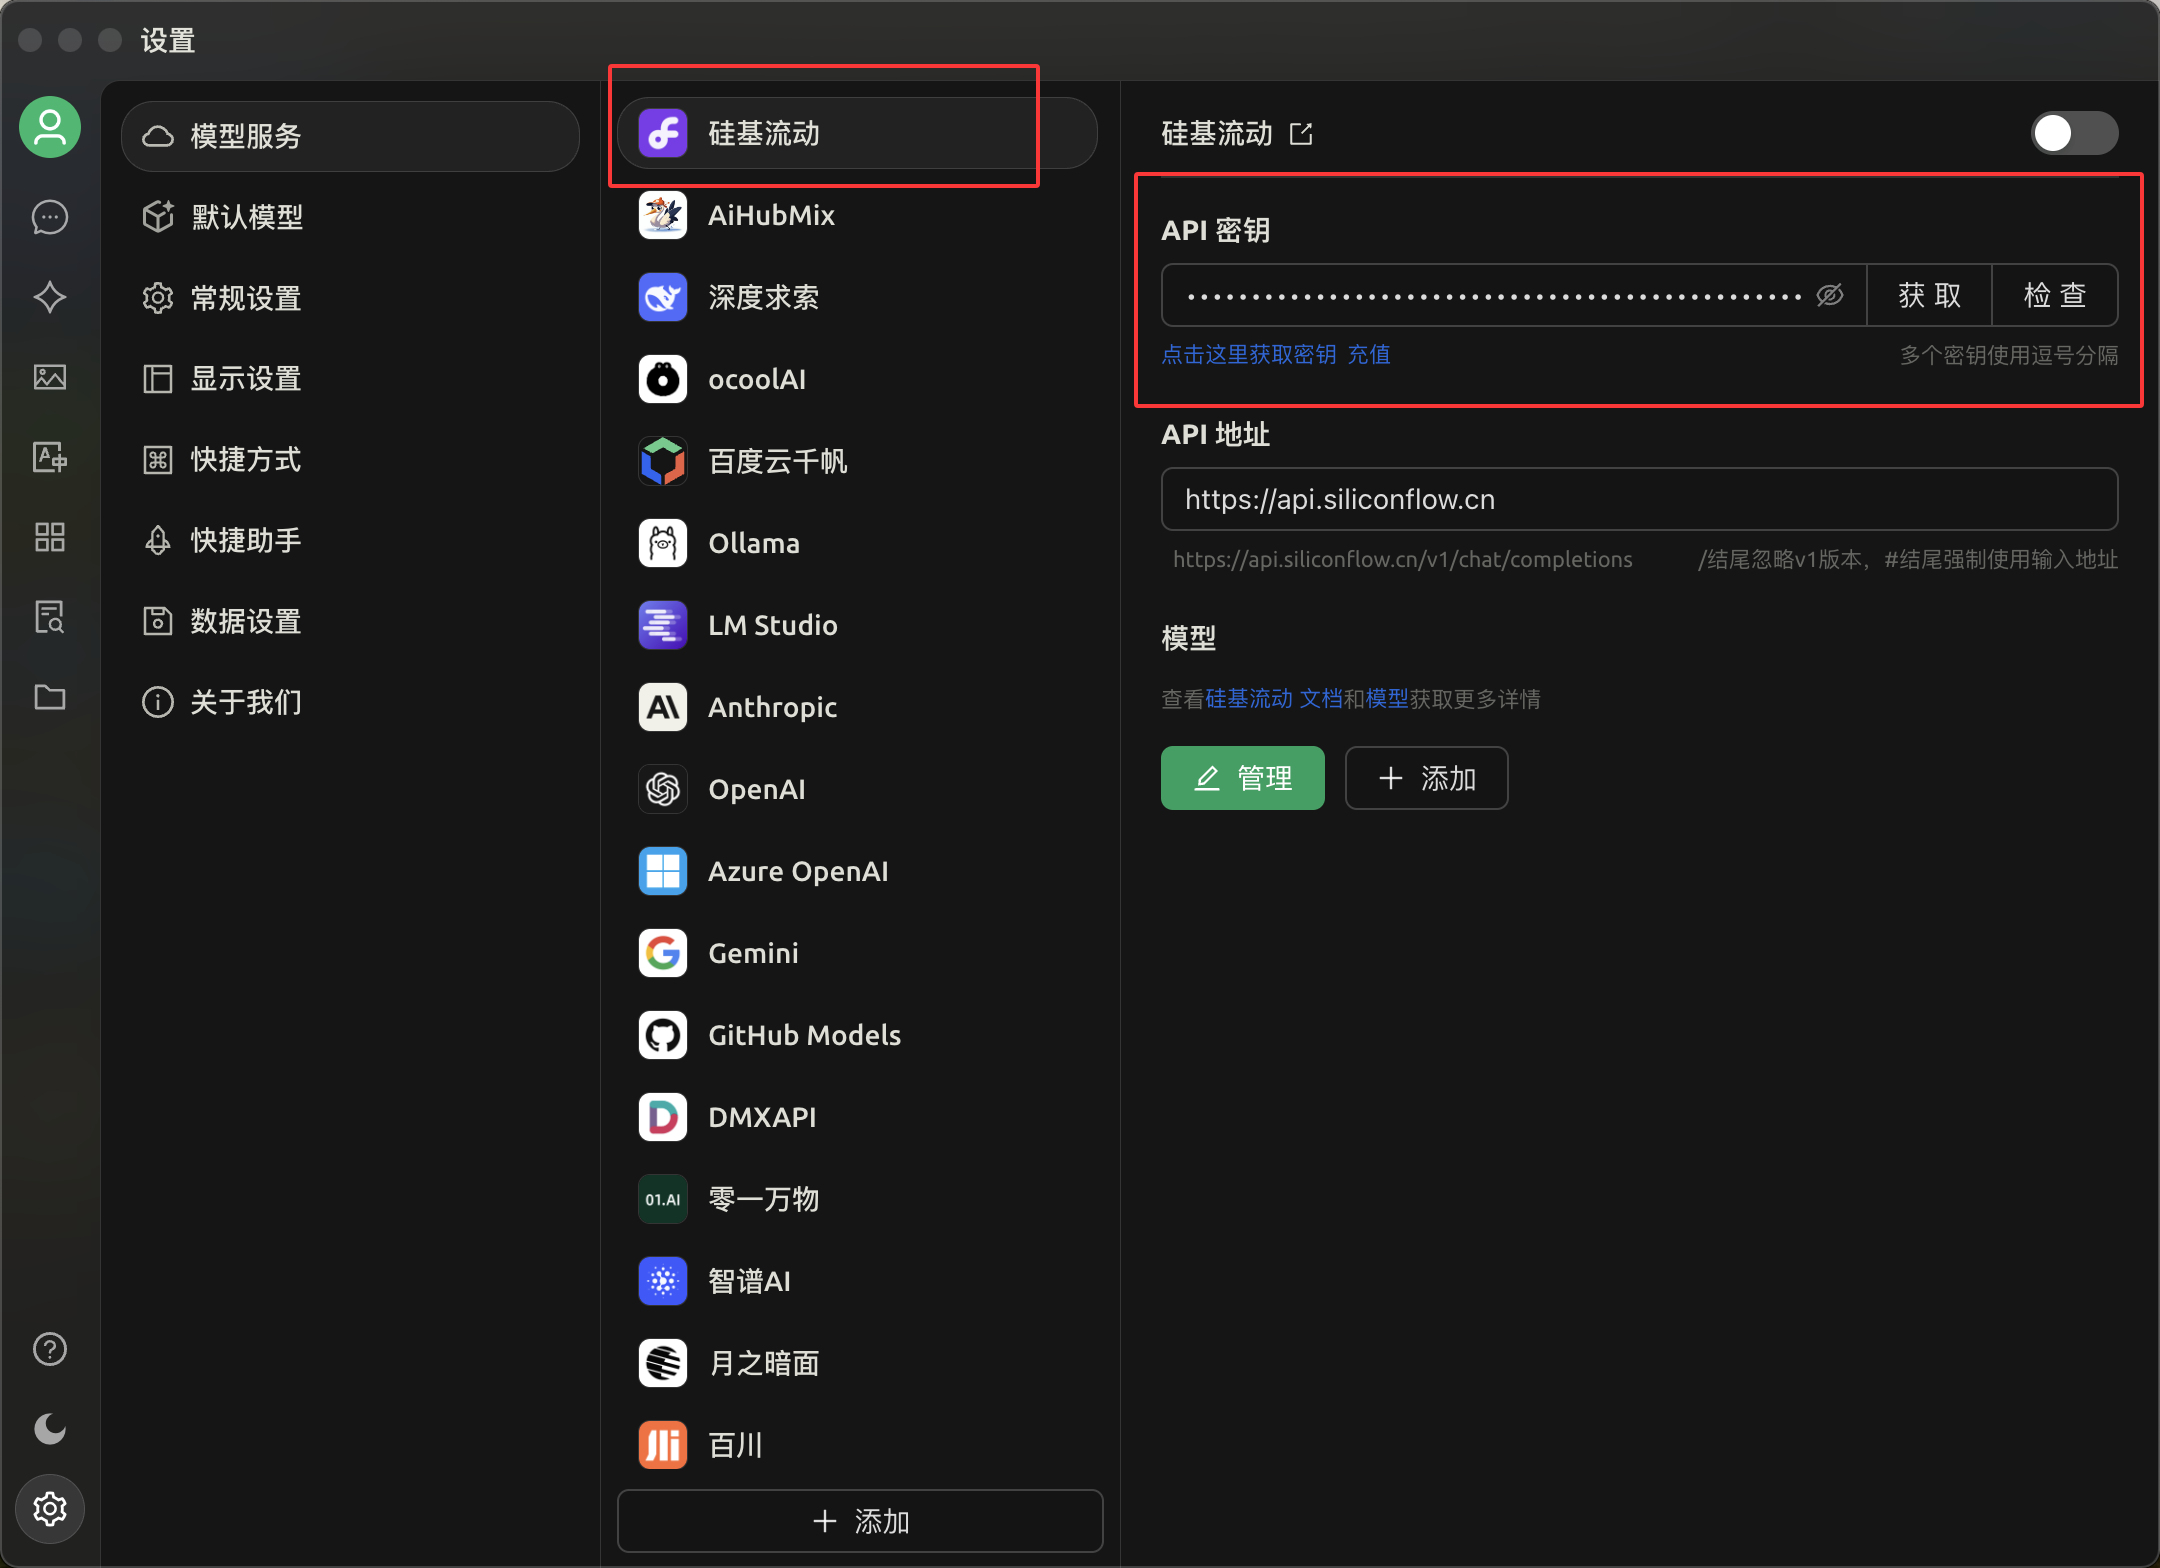 设置
模型服务
默认模型
常规设置
显示设置
快捷方式
快捷助手
数据设置
关于我们
硅基流动
AiHubMix
深度求索
ocoolAI
百度云千帆
Ollama
LM Studio
Anthropic
OpenAI
Azure OpenAI
Gemini
GitHub Models
DMXAPI
01.AI 零一万物
智谱AI
月之暗面
百川
添加
硅基流动
API 密钥
获 取 检 查
点击这里获取密钥 充值 多个密钥使用逗号分隔
API 地址
https://api.siliconflow.cn
https://api.siliconflow.cn/v1/chat/completions /结尾忽略v1版本，#结尾强制使用输入地址
模型
查看硅基流动 文档和模型获取更多详情
管理 添加